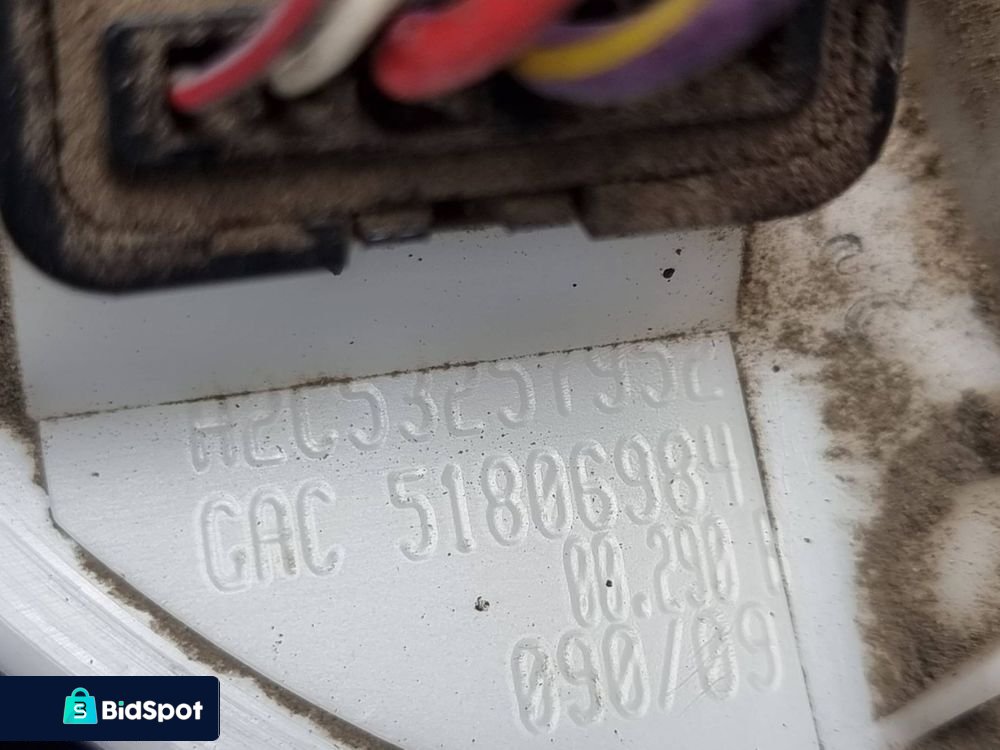 A2C53257952
GAC 51806984
00.290 L
090/09
BidSpot